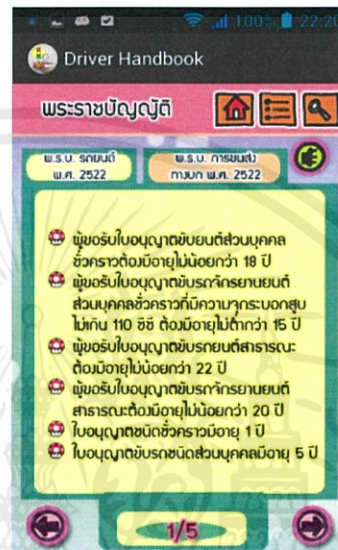 100% 22:20
Driver Handbook
พระราชบัญญัติ
พ.ร.บ. รถยนต์
พ.ศ. 2522
พ.ร.บ. การขนส่ง
ทางบก พ.ศ. 2522
ผู้ขอรับใบอนุญาตขับยนต์ส่วนบุคคล
ชั่วคราวต้องมีอายุไม่น้อยกว่า 18 ปี
ผู้ขอรับใบอนุญาตขับรถจักรยานยนต์
ส่วนบุคคลชั่วคราวที่มีความจุกระบอกสูบ
ไม่เกิน 110 ซีซี ต้องมีอายุไม่ต่ำกว่า 15 ปี
ผู้ขอรับใบอนุญาตขับรถยนต์สาธารณะ
ต้องมีอายุไม่น้อยกว่า 22 ปี
ผู้ขอรับใบอนุญาตขับรถจักรยานยนต์
สาธารณะต้องมีอายุไม่น้อยกว่า 20 ปี
ใบอนุญาตชนิดชั่วคราวมีอายุ 1 ปี
ใบอนุญาตขับรถชนิดส่วนบุคคลมีอายุ 5 ปี
1/5